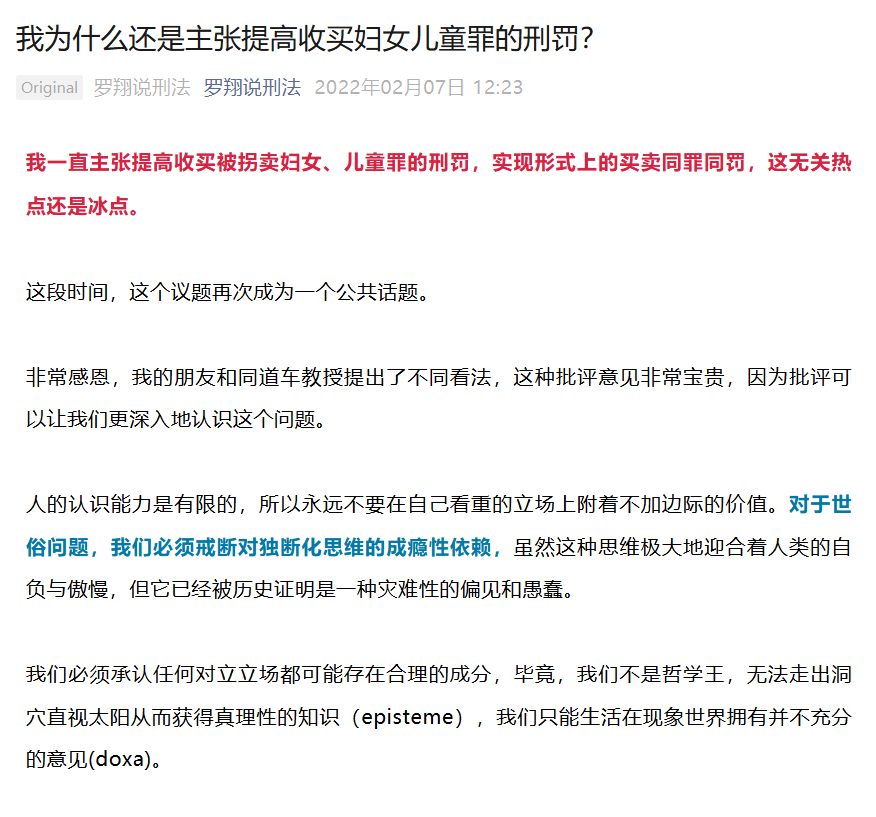 我为什么还是主张提高收买妇女儿童罪的刑罚？
Original 罗翔说刑法 罗翔说刑法 2022年02月07日 12:23
我一直主张提高收买被拐卖妇女、儿童罪的刑罚，实现形式上的买卖同罪同罚，这无关热
点还是冰点。
这段时间，这个议题再次成为一个公共话题。
非常感恩，我的朋友和同道车教授提出了不同看法，这种批评意见非常宝贵，因为批评可
以让我们更深入地认识这个问题。
人的认识能力是有限的，所以永远不要在自己看重的立场上附着不加边际的价值。对于世
俗问题，我们必须戒断对独断化思维的成瘾性依赖，虽然这种思维极大地迎合着人类的自
负与傲慢，但它已经被历史证明是一种灾难性的偏见和愚蠢。
我们必须承认任何对立立场都可能存在合理的成分，毕竟，我们不是哲学王，无法走出洞
穴直视太阳从而获得真理性的知识（episteme），我们只能生活在现象世界拥有并不充分
的意见(doxa)。